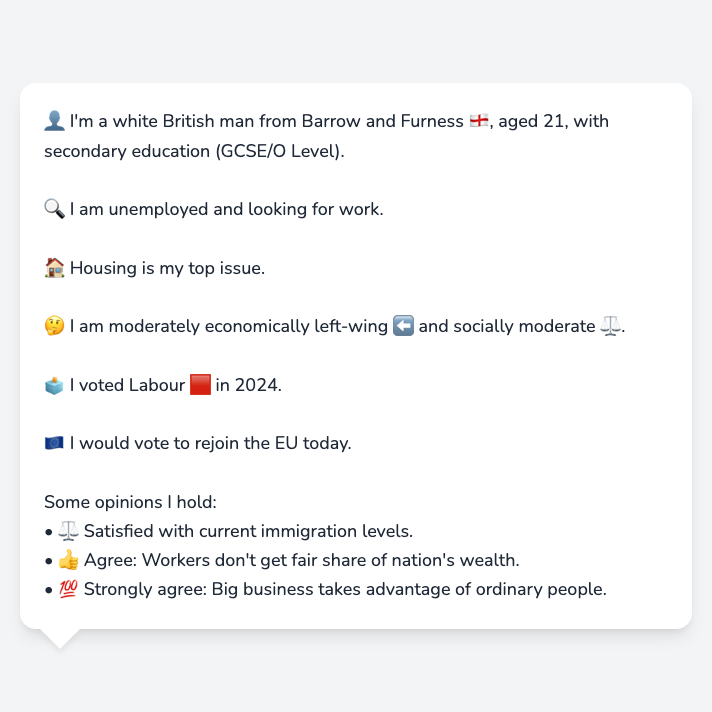 👤 I'm a white British man from Barrow and Furness 🏴󠁧󠁢󠁥󠁮󠁧󠁿, aged 21, with
secondary education (GCSE/O Level).
🔍 I am unemployed and looking for work.
🏠 Housing is my top issue.
🤔 I am moderately economically left-wing ⬅️ and socially moderate ⚖️.
🗳️ I voted Labour 🟥 in 2024.
🇪🇺 I would vote to rejoin the EU today.
Some opinions I hold:
• ⚖️ Satisfied with current immigration levels.
• 👍 Agree: Workers don't get fair share of nation's wealth.
• 💯 Strongly agree: Big business takes advantage of ordinary people.